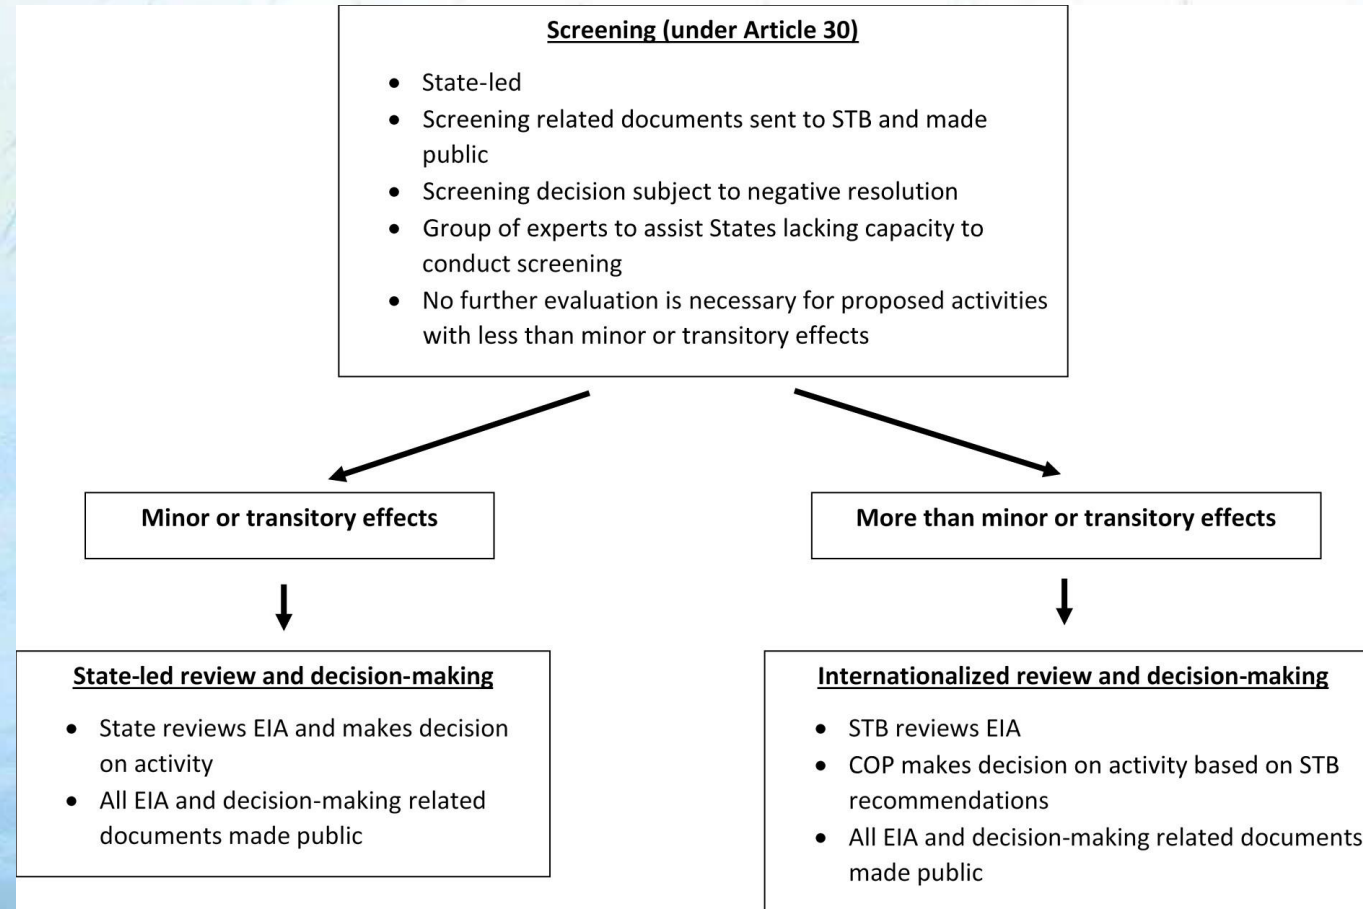 Screening (under Article 30)
• State-led
• Screening related documents sent to STB and made
public
• Screening decision subject to negative resolution
• Group of experts to assist States lacking capacity to
conduct screening
• No further evaluation is necessary for proposed activities
with less than minor or transitory effects
Minor or transitory effects
More than minor or transitory effects
State-led review and decision-making
• State reviews EIA and makes decision
on activity
• All EIA and decision-making related
documents made public
Internationalized review and decision-making
• STB reviews EIA
• COP makes decision on activity based on STB
recommendations
• All EIA and decision-making related documents
made public